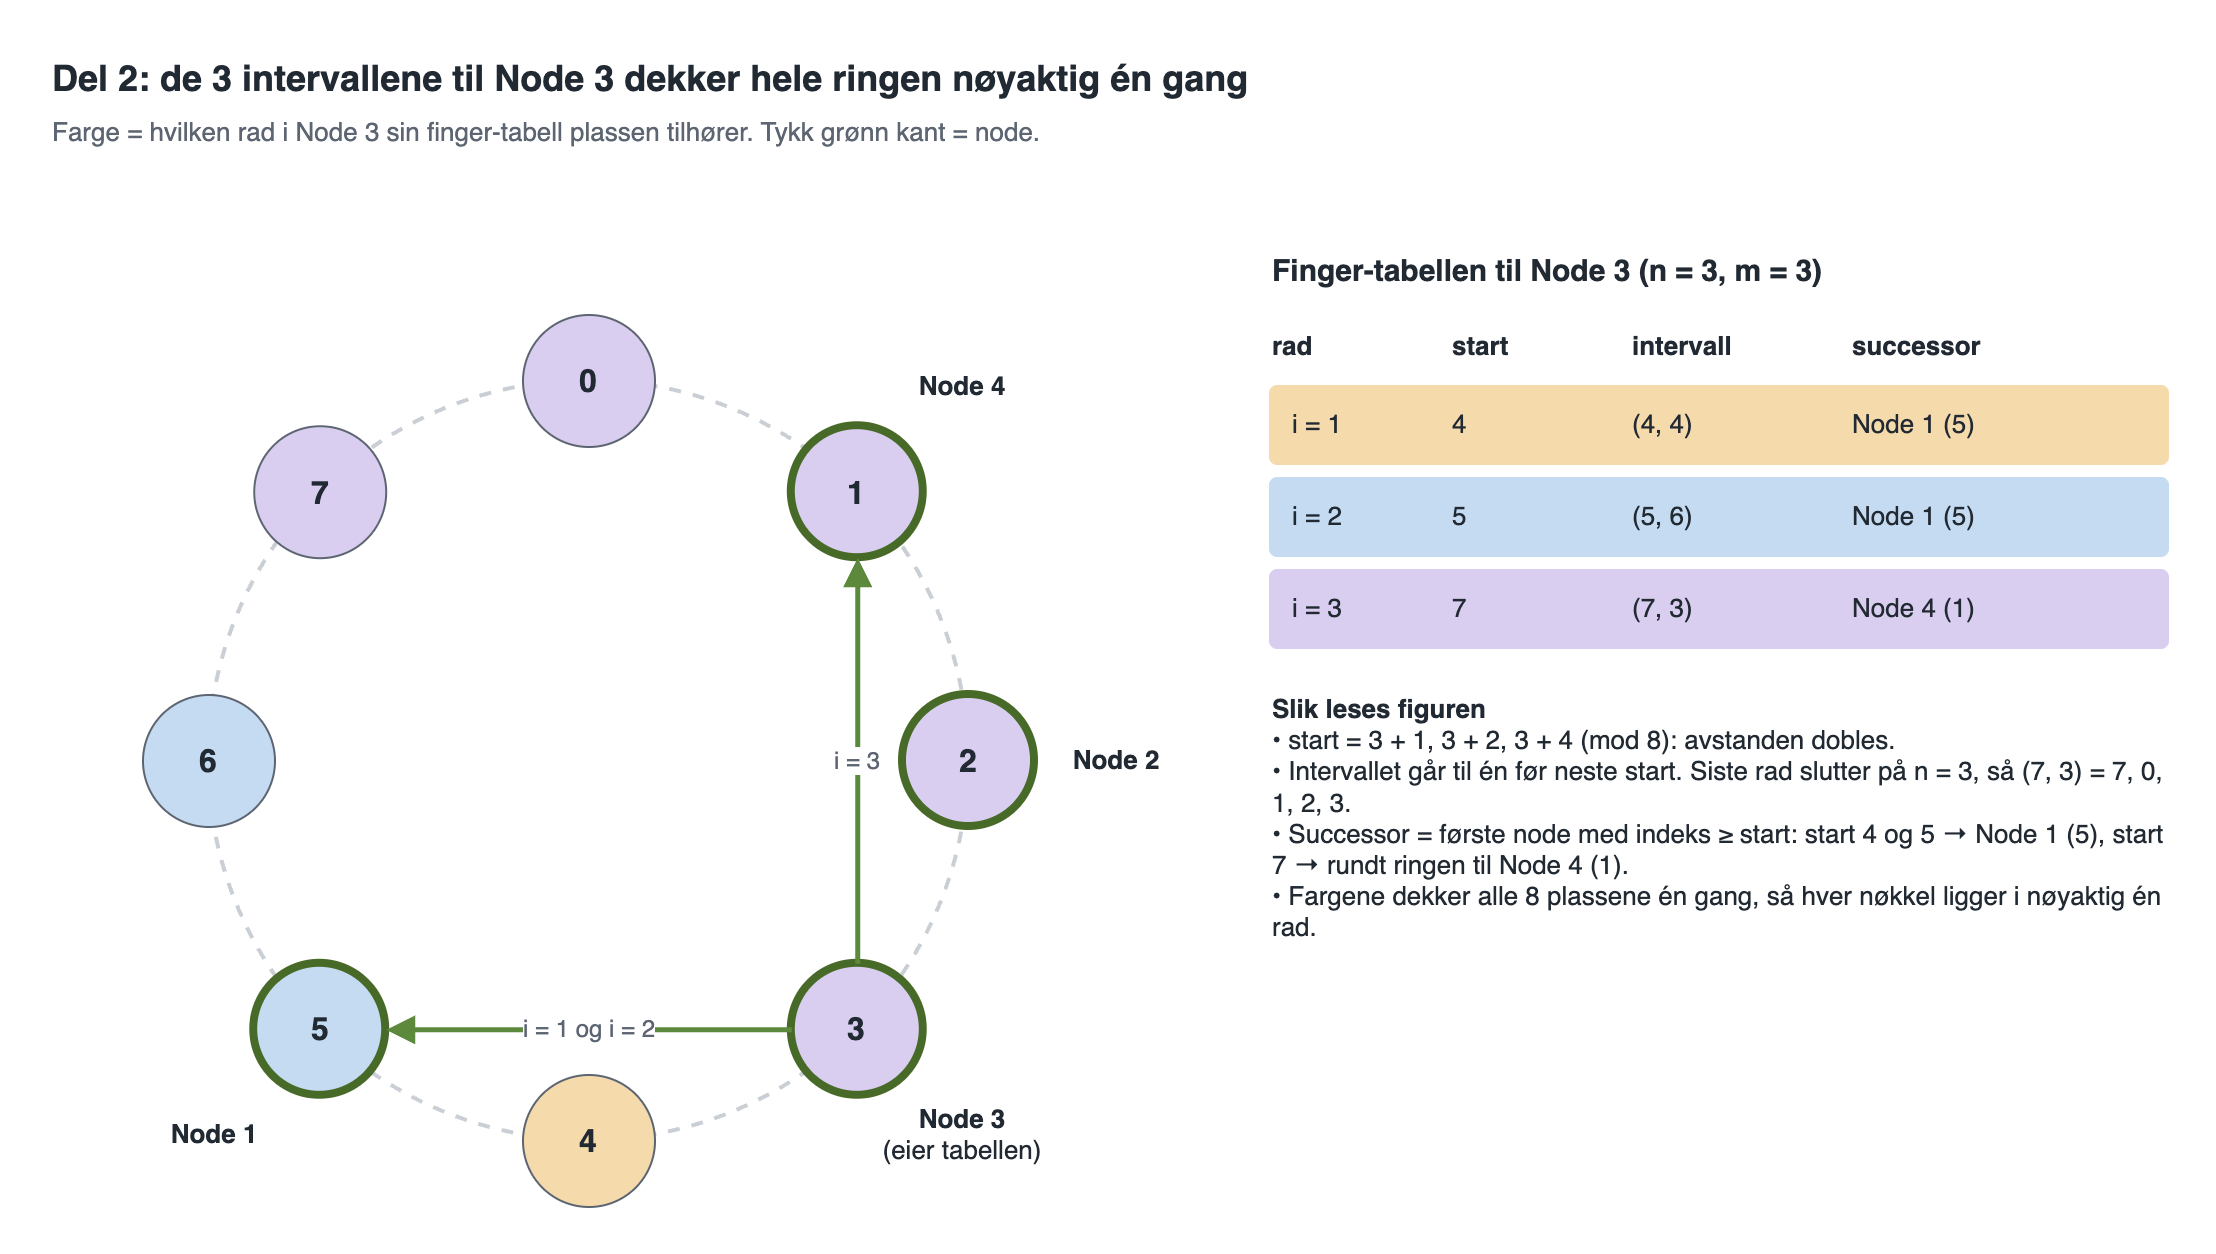 Del 2: de 3 intervallene til Node 3 dekker hele ringen nøyaktig én gang
Farge = hvilken rad i Node 3 sin finger-tabell plassen tilhører. Tykk grønn kant = node.
0
Node 4
7
1
6
i = 3
2
Node 2
5
i = 1 og i = 2
3
Node 1
4
Node 3
(eier tabellen)
Finger-tabellen til Node 3 (n = 3, m = 3)
rad start intervall successor
i = 1 4 (4, 4) Node 1 (5)
i = 2 5 (5, 6) Node 1 (5)
i = 3 7 (7, 3) Node 4 (1)
Slik leses figuren
• start = 3 + 1, 3 + 2, 3 + 4 (mod 8): avstanden dobles.
• Intervallet går til én før neste start. Siste rad slutter på n = 3, så (7, 3) = 7, 0,
1, 2, 3.
• Successor = første node med indeks ≥ start: start 4 og 5 → Node 1 (5), start
7 → rundt ringen til Node 4 (1).
• Fargene dekker alle 8 plassene én gang, så hver nøkkel ligger i nøyaktig én
rad.